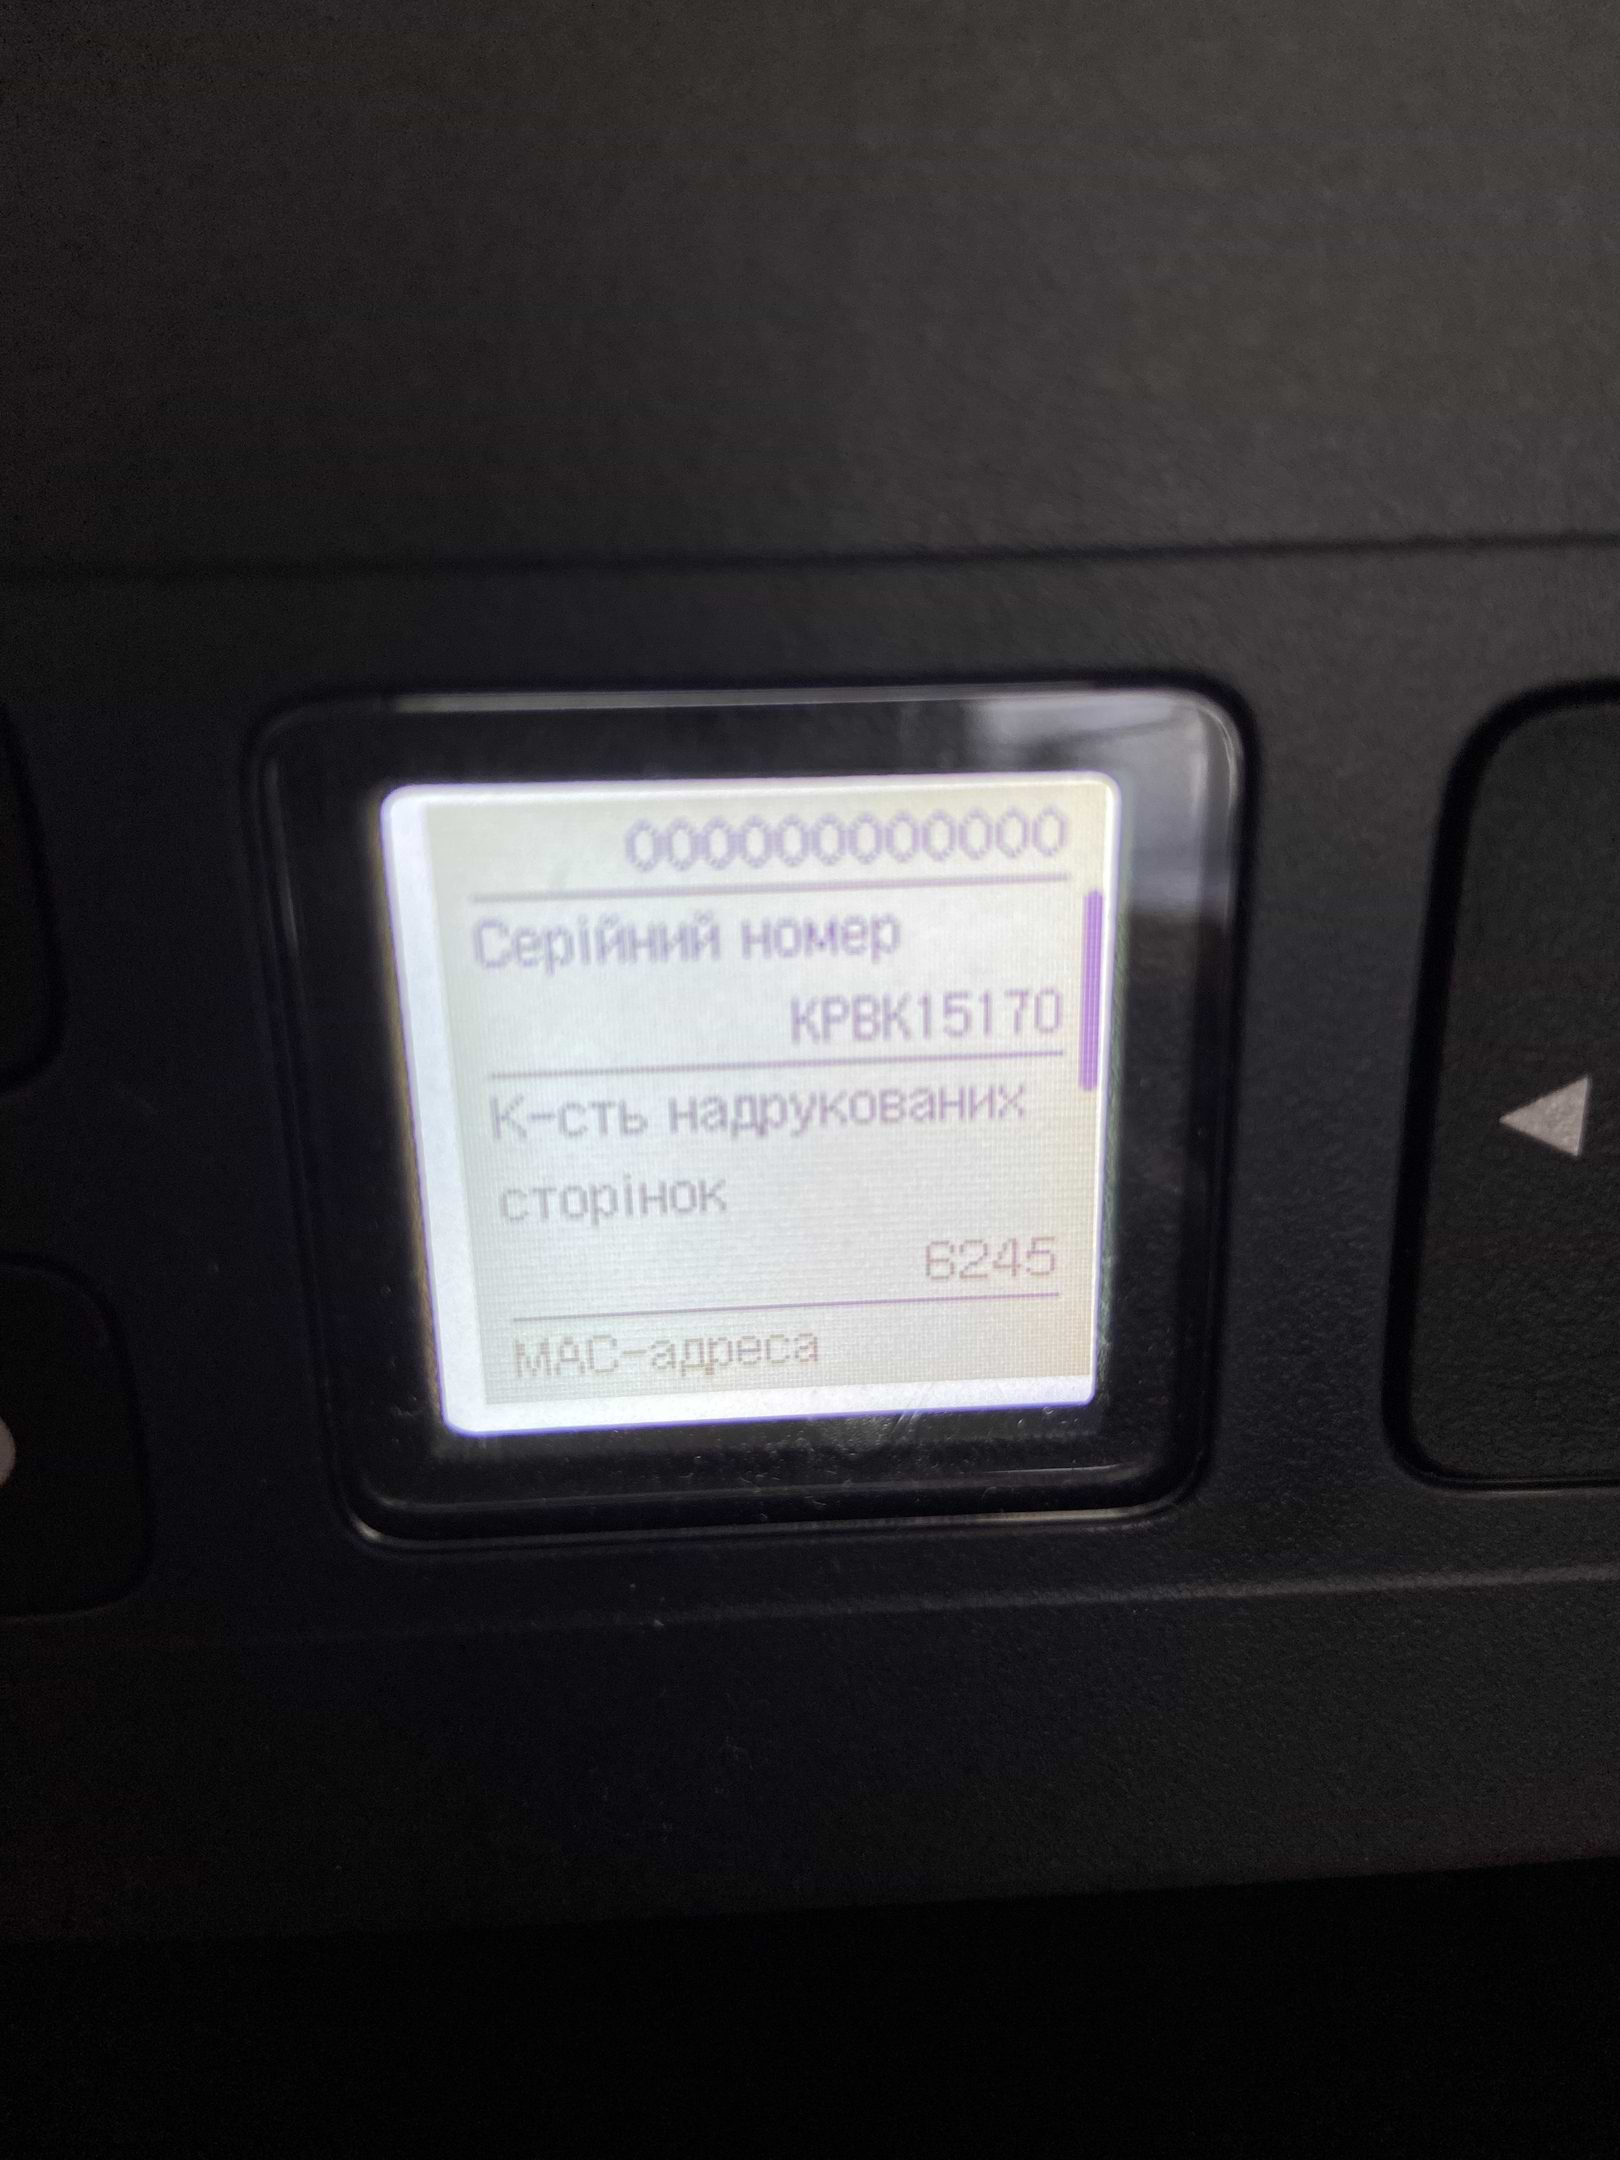 000000000000
Серійний номер
KPBK15170
К-сть надрукованих
сторінок
6245
MAC-адреса